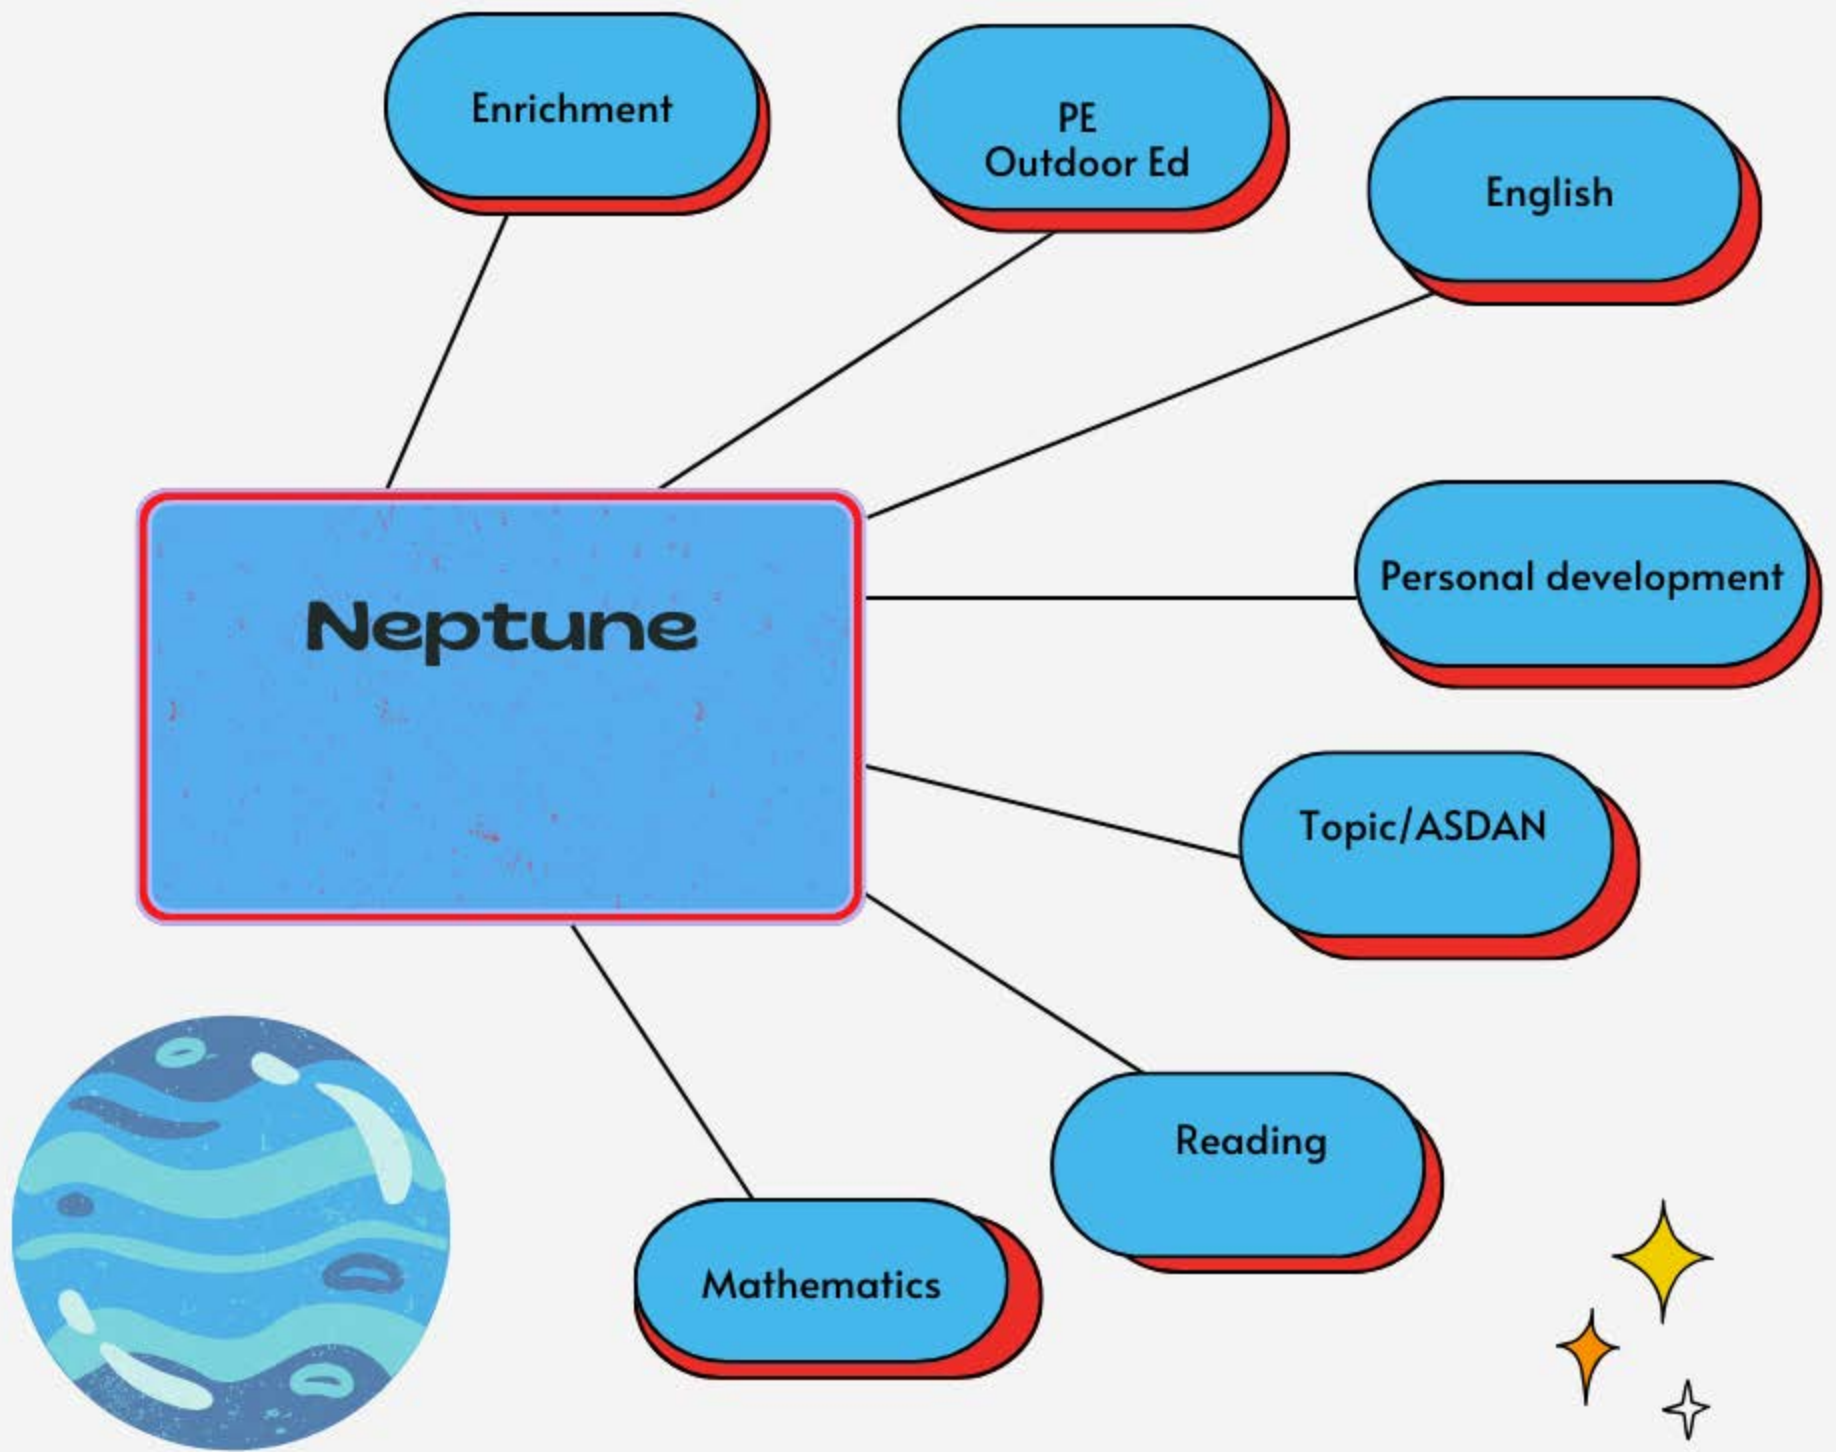 Enrichment
PE
Outdoor Ed
English
Neptune
Personal development
Topic/ASDAN
Reading
Mathematics